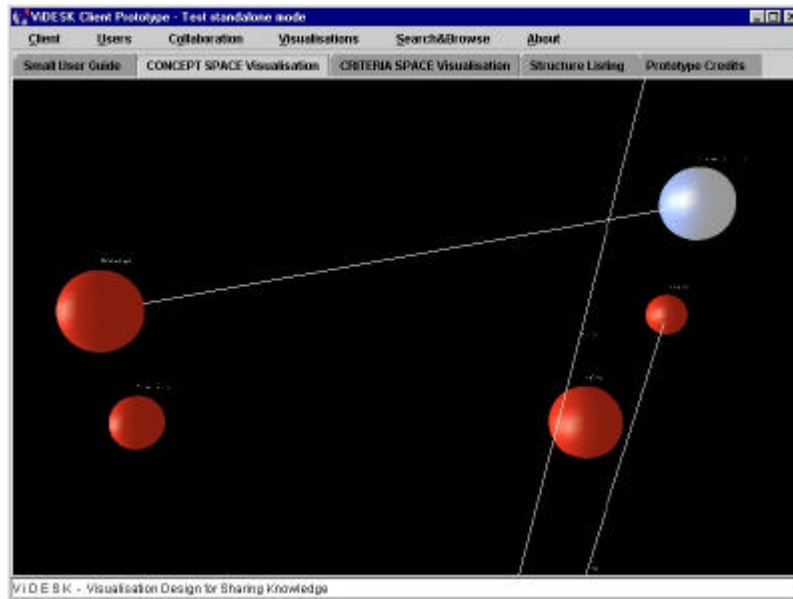 ViDESK Client Prototype - Test standalone mode
Client Users Collaboration Visualisations Search&Browse About
Small User Guide CONCEPT SPACE Visualisation CRITERIA SPACE Visualisation Structure Listing Prototype Credits
V i D E S K - Visualisation Design for Sharing Knowledge